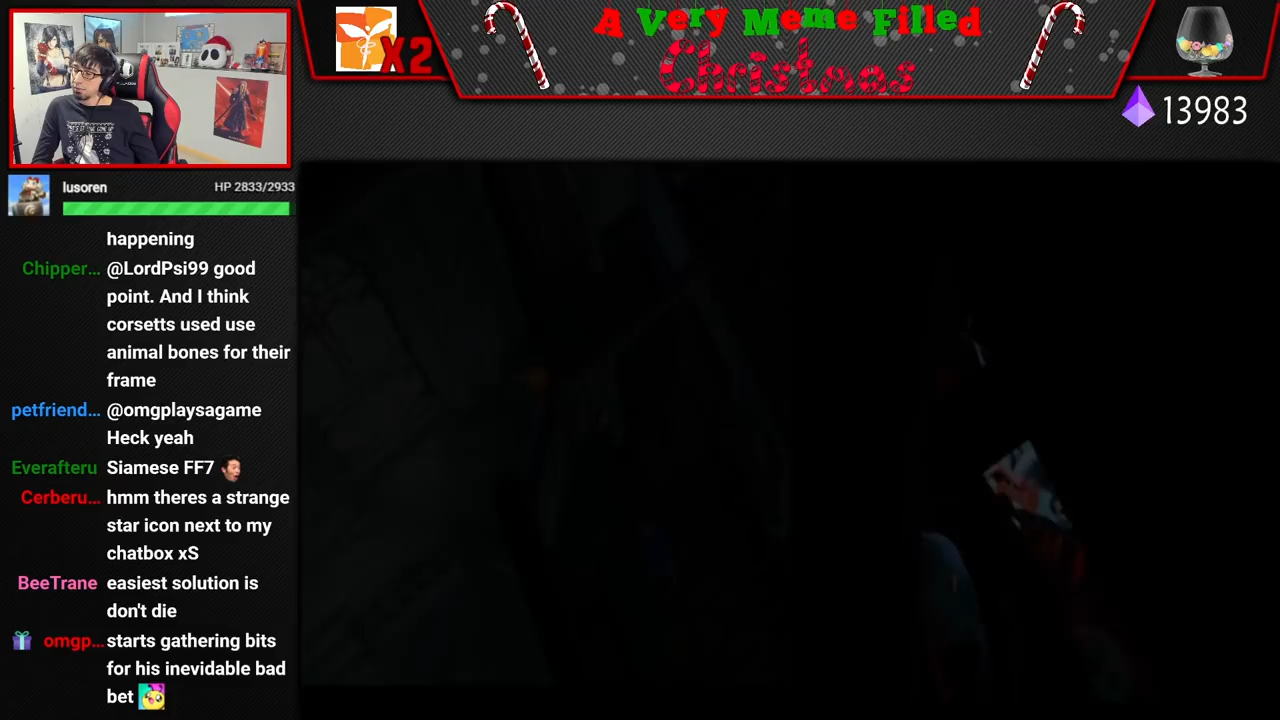 A Very Meme Filled
Christmas
X2
13983
lusoren
HP 2833/2933
happening
Chipper… @LordPsi99 good
point. And I think
corsetts used use
animal bones for their
frame
petfriend… @omgplaysagame
Heck yeah
Everafteru Siamese FF7
Cerberu… hmm theres a strange
star icon next to my
chatbox xS
BeeTrane easiest solution is
don't die
omgp… starts gathering bits
for his inevidable bad
bet